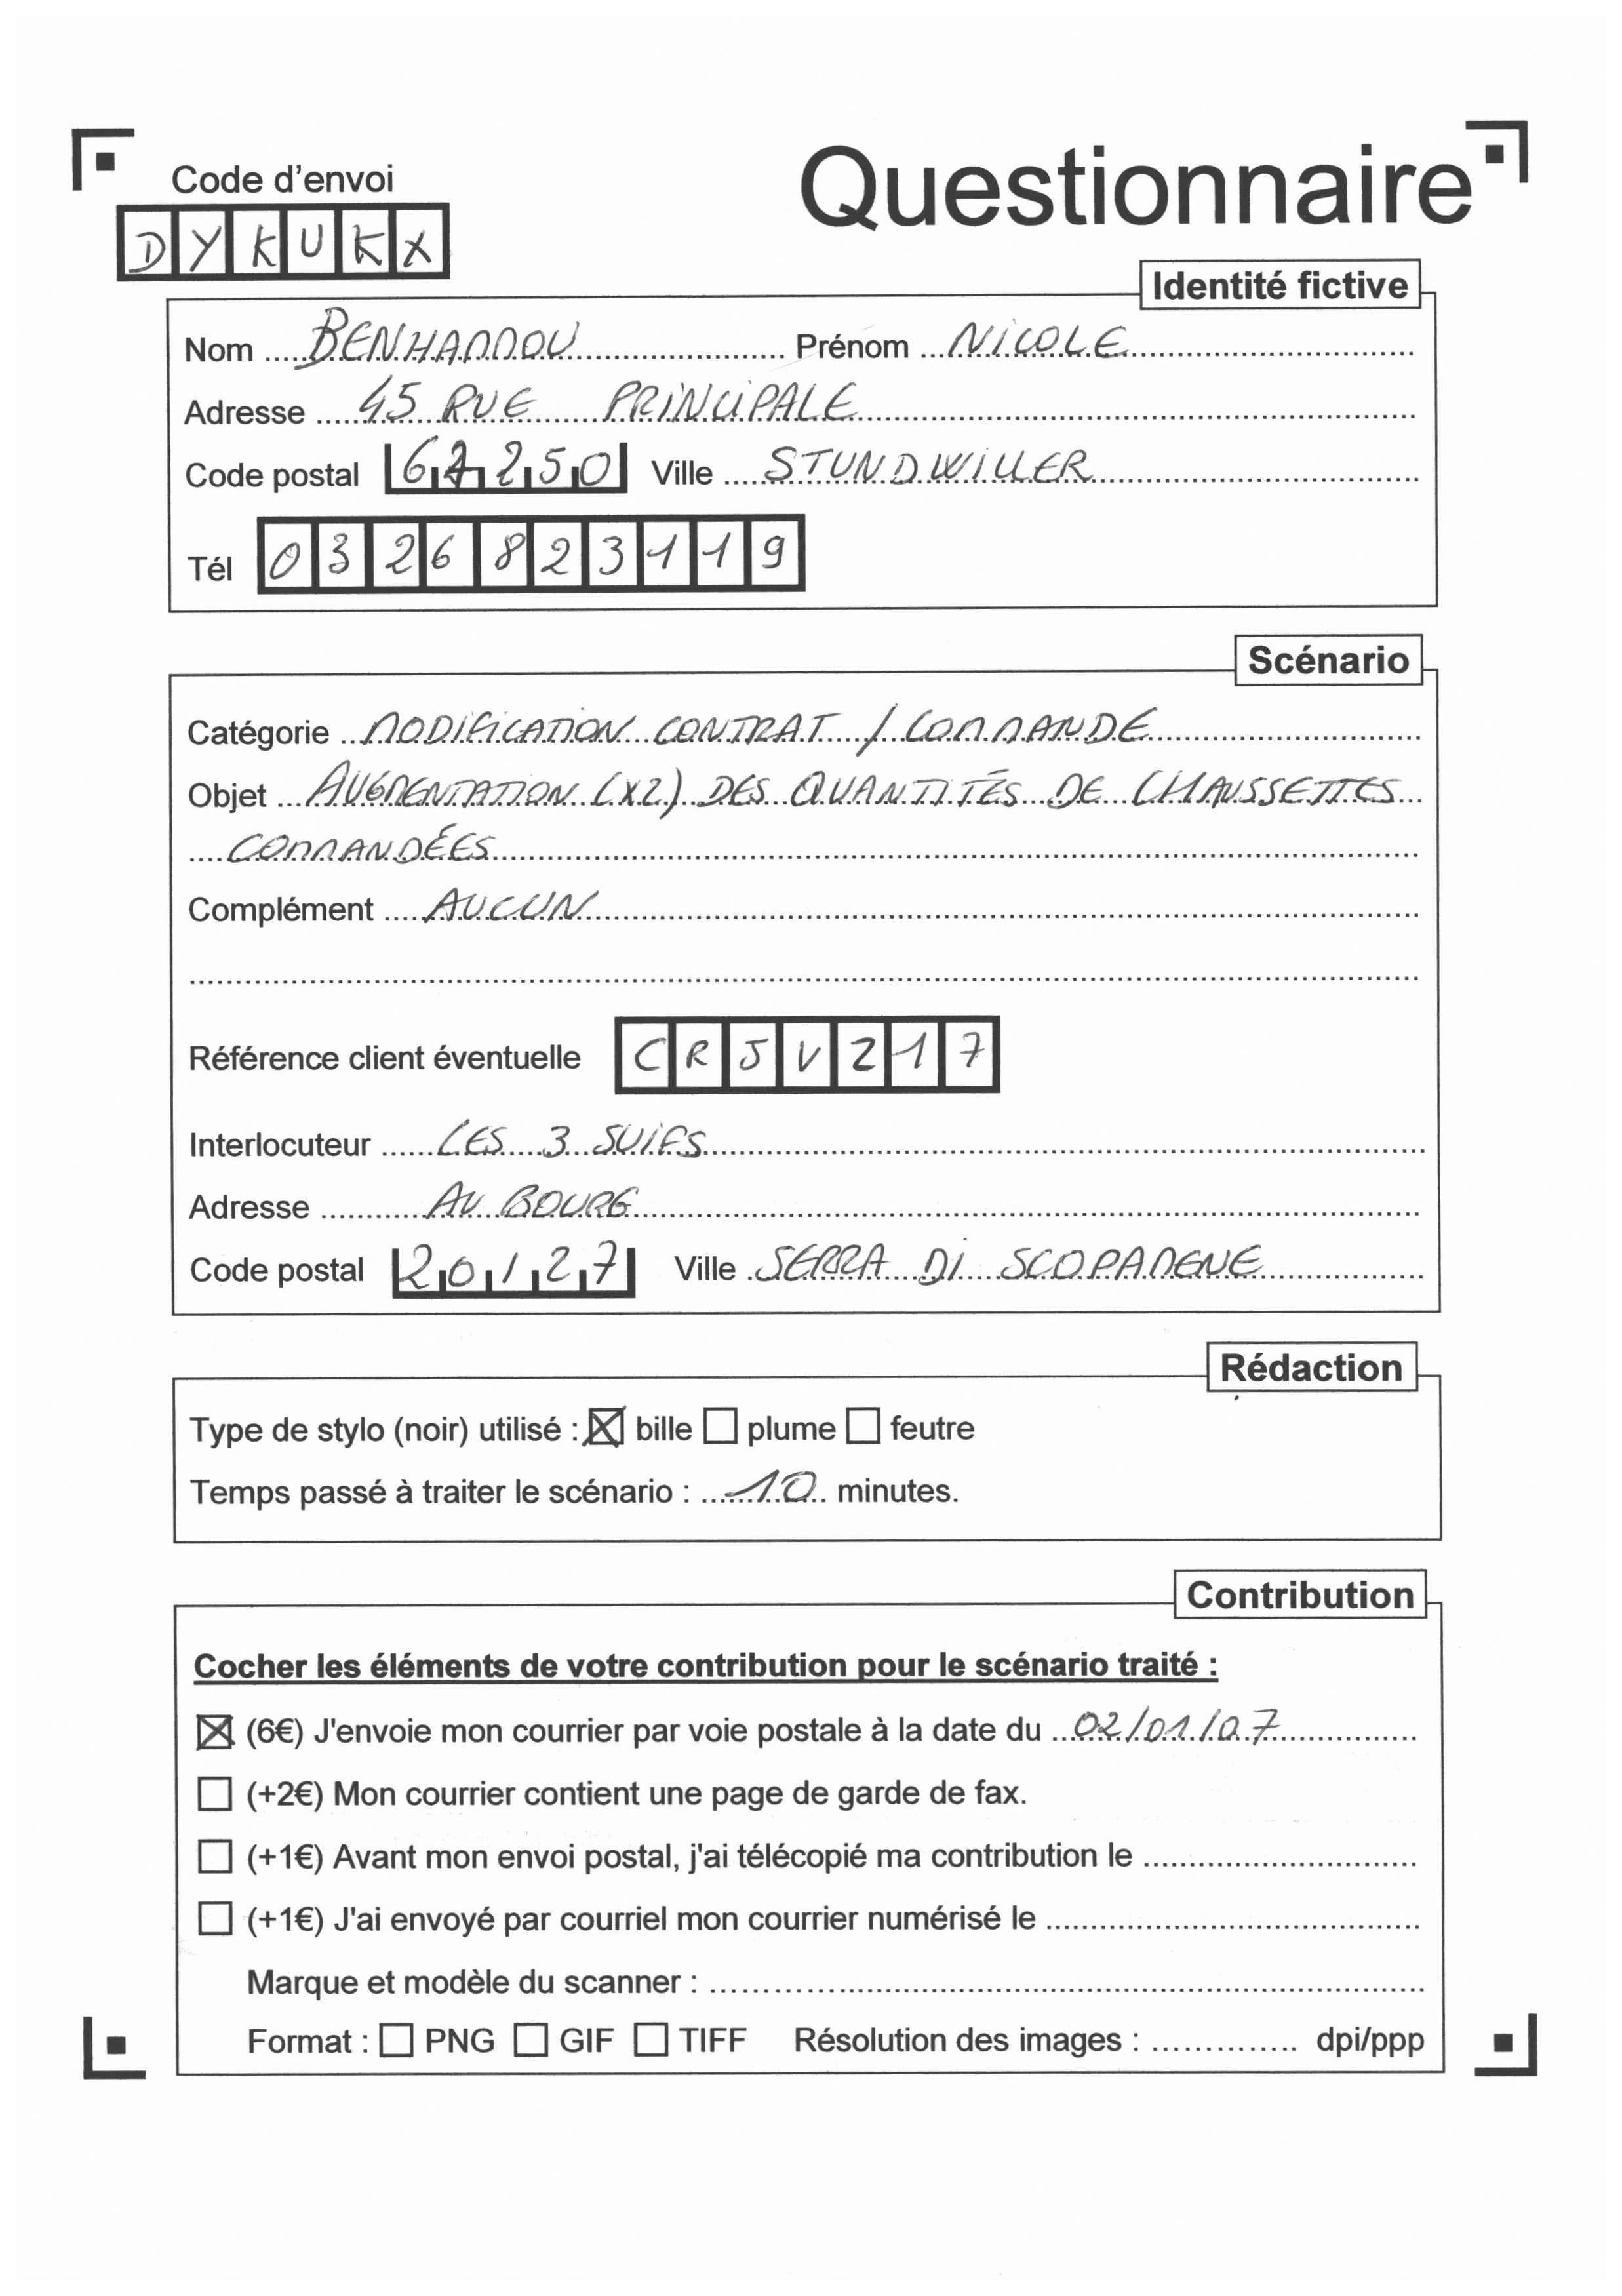 Code d'envoi
DYKUKX
Questionnaire
Identité fictive
Nom BENHAMMOU Prénom NICOLE
Adresse 45 RUE PRINCIPALE
Code postal 67250 Ville STUNDWILLER
Tél 0326823119
Scénario
Catégorie MODIFICATION CONTRAT / COMMANDE
Objet AUGMENTATION (X2) DES QUANTITÉS DE CHAUSSETTES
COMMANDÉES
Complément AUCUN
Référence client éventuelle CRJV217
Interlocuteur LES 3 SUIFS
Adresse AU BOURG
Code postal 20127 Ville SERRA DI SCOPAMENE
Rédaction
Type de stylo (noir) utilisé : ☒ bille ☐ plume ☐ feutre
Temps passé à traiter le scénario : 10 minutes.
Contribution
Cocher les éléments de votre contribution pour le scénario traité :
☒ (6€) J'envoie mon courrier par voie postale à la date du 02/01/07
☐ (+2€) Mon courrier contient une page de garde de fax.
☐ (+1€) Avant mon envoi postal, j'ai télécopié ma contribution le
☐ (+1€) J'ai envoyé par courriel mon courrier numérisé le
Marque et modèle du scanner :
Format : ☐ PNG ☐ GIF ☐ TIFF Résolution des images : dpi/ppp